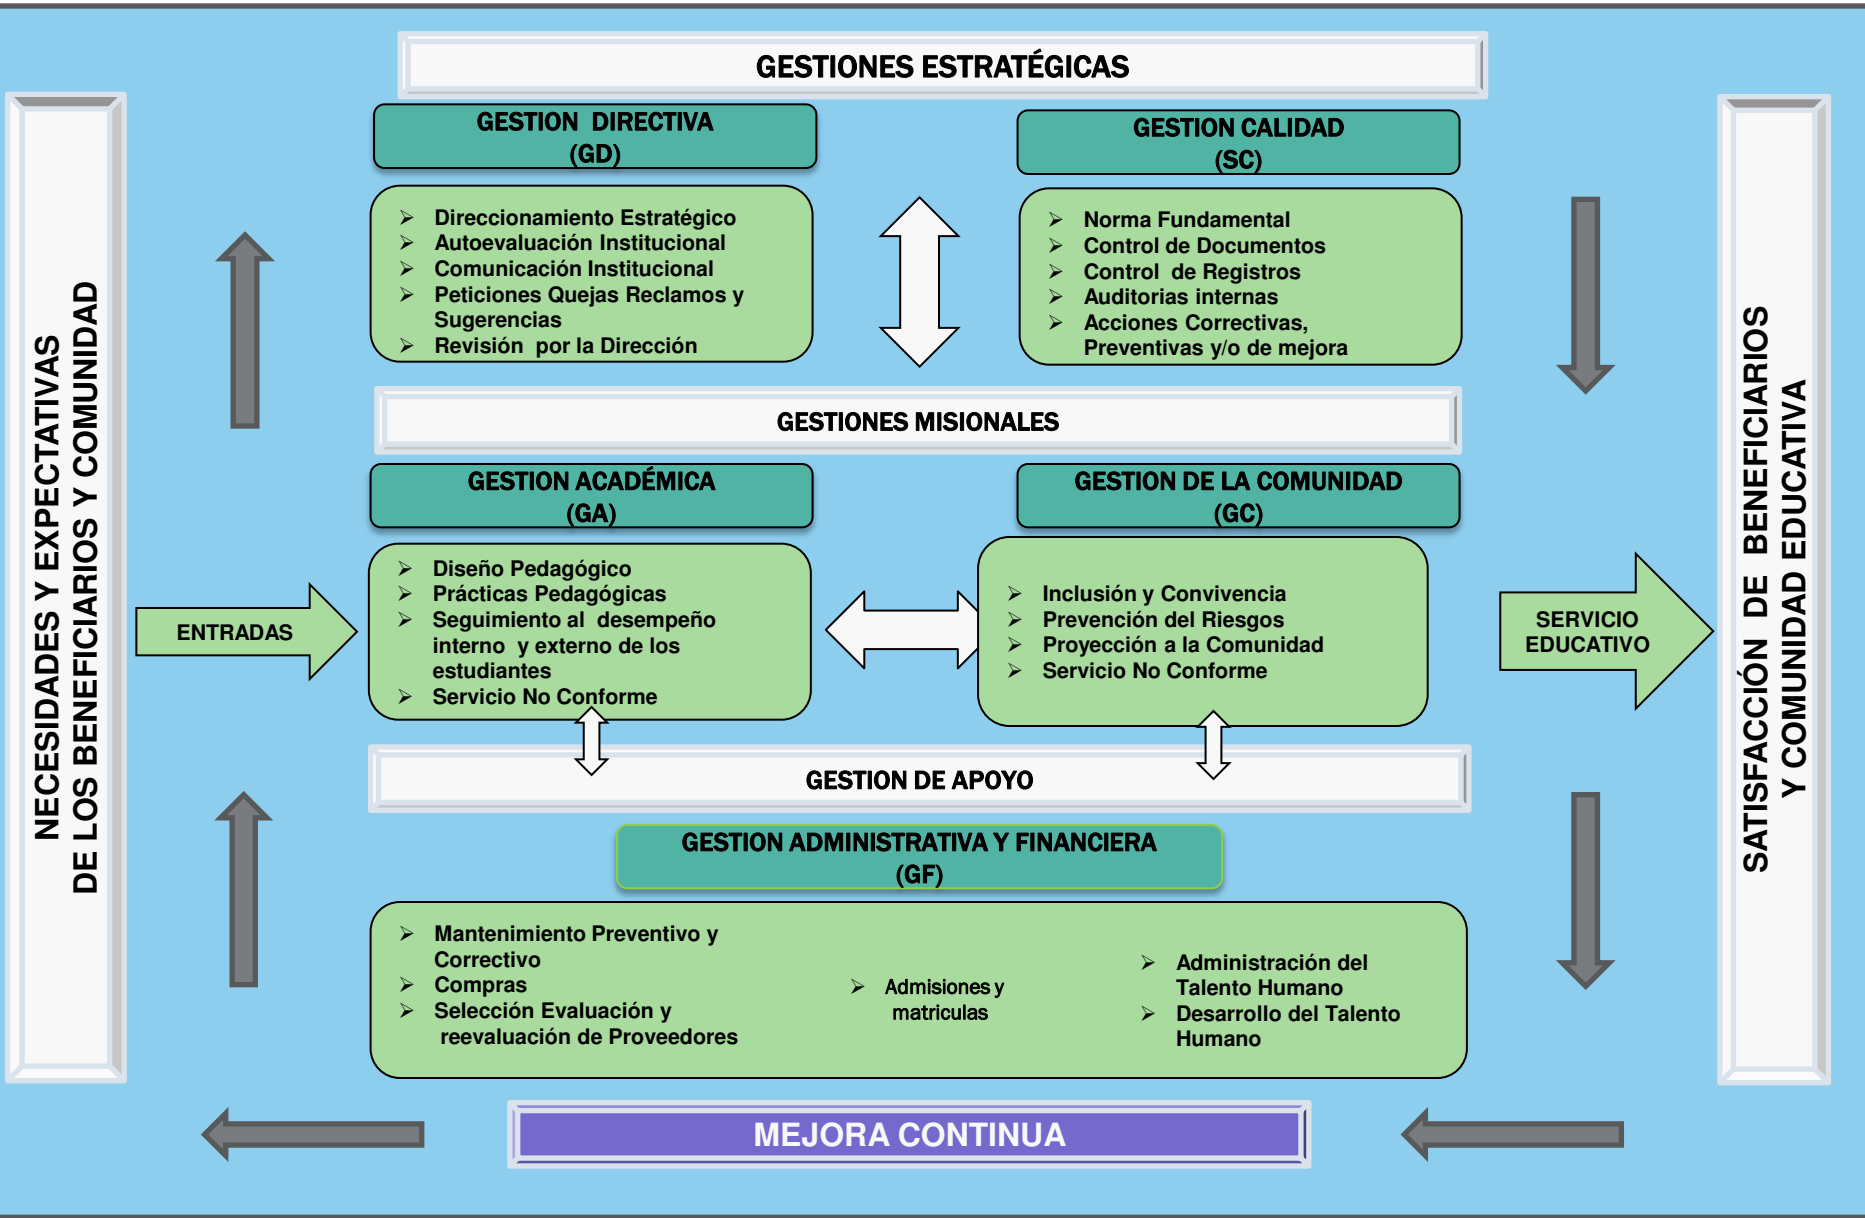 GESTIONES ESTRATÉGICAS
GESTION DIRECTIVA
(GD)
Direccionamiento Estratégico
Autoevaluación Institucional
Comunicación Institucional
Peticiones Quejas Reclamos y
Sugerencias
Revisión por la Dirección
GESTION CALIDAD
(SC)
Norma Fundamental
Control de Documentos
Control de Registros
Auditorias internas
Acciones Correctivas,
Preventivas y/o de mejora
NECESIDADES Y EXPECTATIVAS
DE LOS BENEFICIARIOS Y COMUNIDAD
ENTRADAS
GESTIONES MISIONALES
GESTION ACADÉMICA
(GA)
Diseño Pedagógico
Prácticas Pedagógicas
Seguimiento al desempeño
interno y externo de los
estudiantes
Servicio No Conforme
GESTION DE LA COMUNIDAD
(GC)
Inclusión y Convivencia
Prevención del Riesgos
Proyección a la Comunidad
Servicio No Conforme
SERVICIO
EDUCATIVO
SATISFACCIÓN DE BENEFICIARIOS
Y COMUNIDAD EDUCATIVA
GESTION DE APOYO
GESTION ADMINISTRATIVA Y FINANCIERA
(GF)
Mantenimiento Preventivo y
Correctivo
Compras
Selección Evaluación y
reevaluación de Proveedores
Admisiones y
matriculas
Administración del
Talento Humano
Desarrollo del Talento
Humano
MEJORA CONTINUA